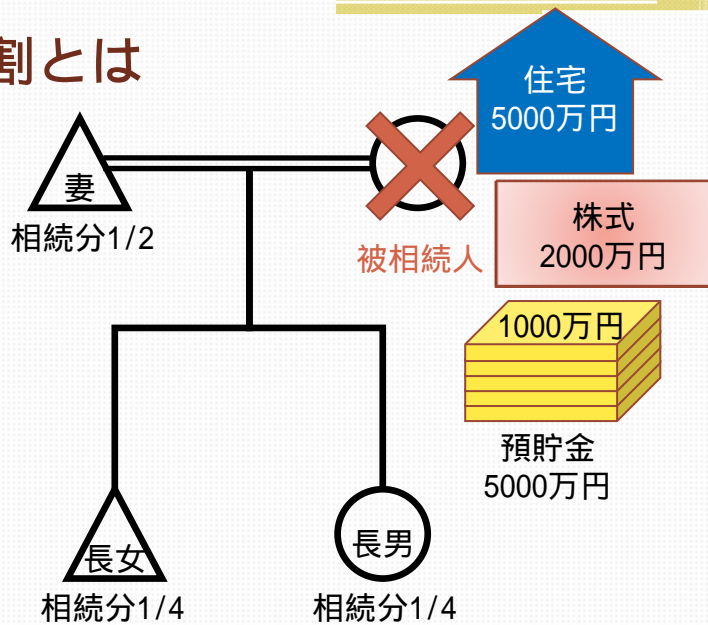 割とは
住宅
5000万円
妻
相続分1/2
被相続人
株式
2000万円
1000万円
預貯金
5000万円
長女
相続分1/4
長男
相続分1/4